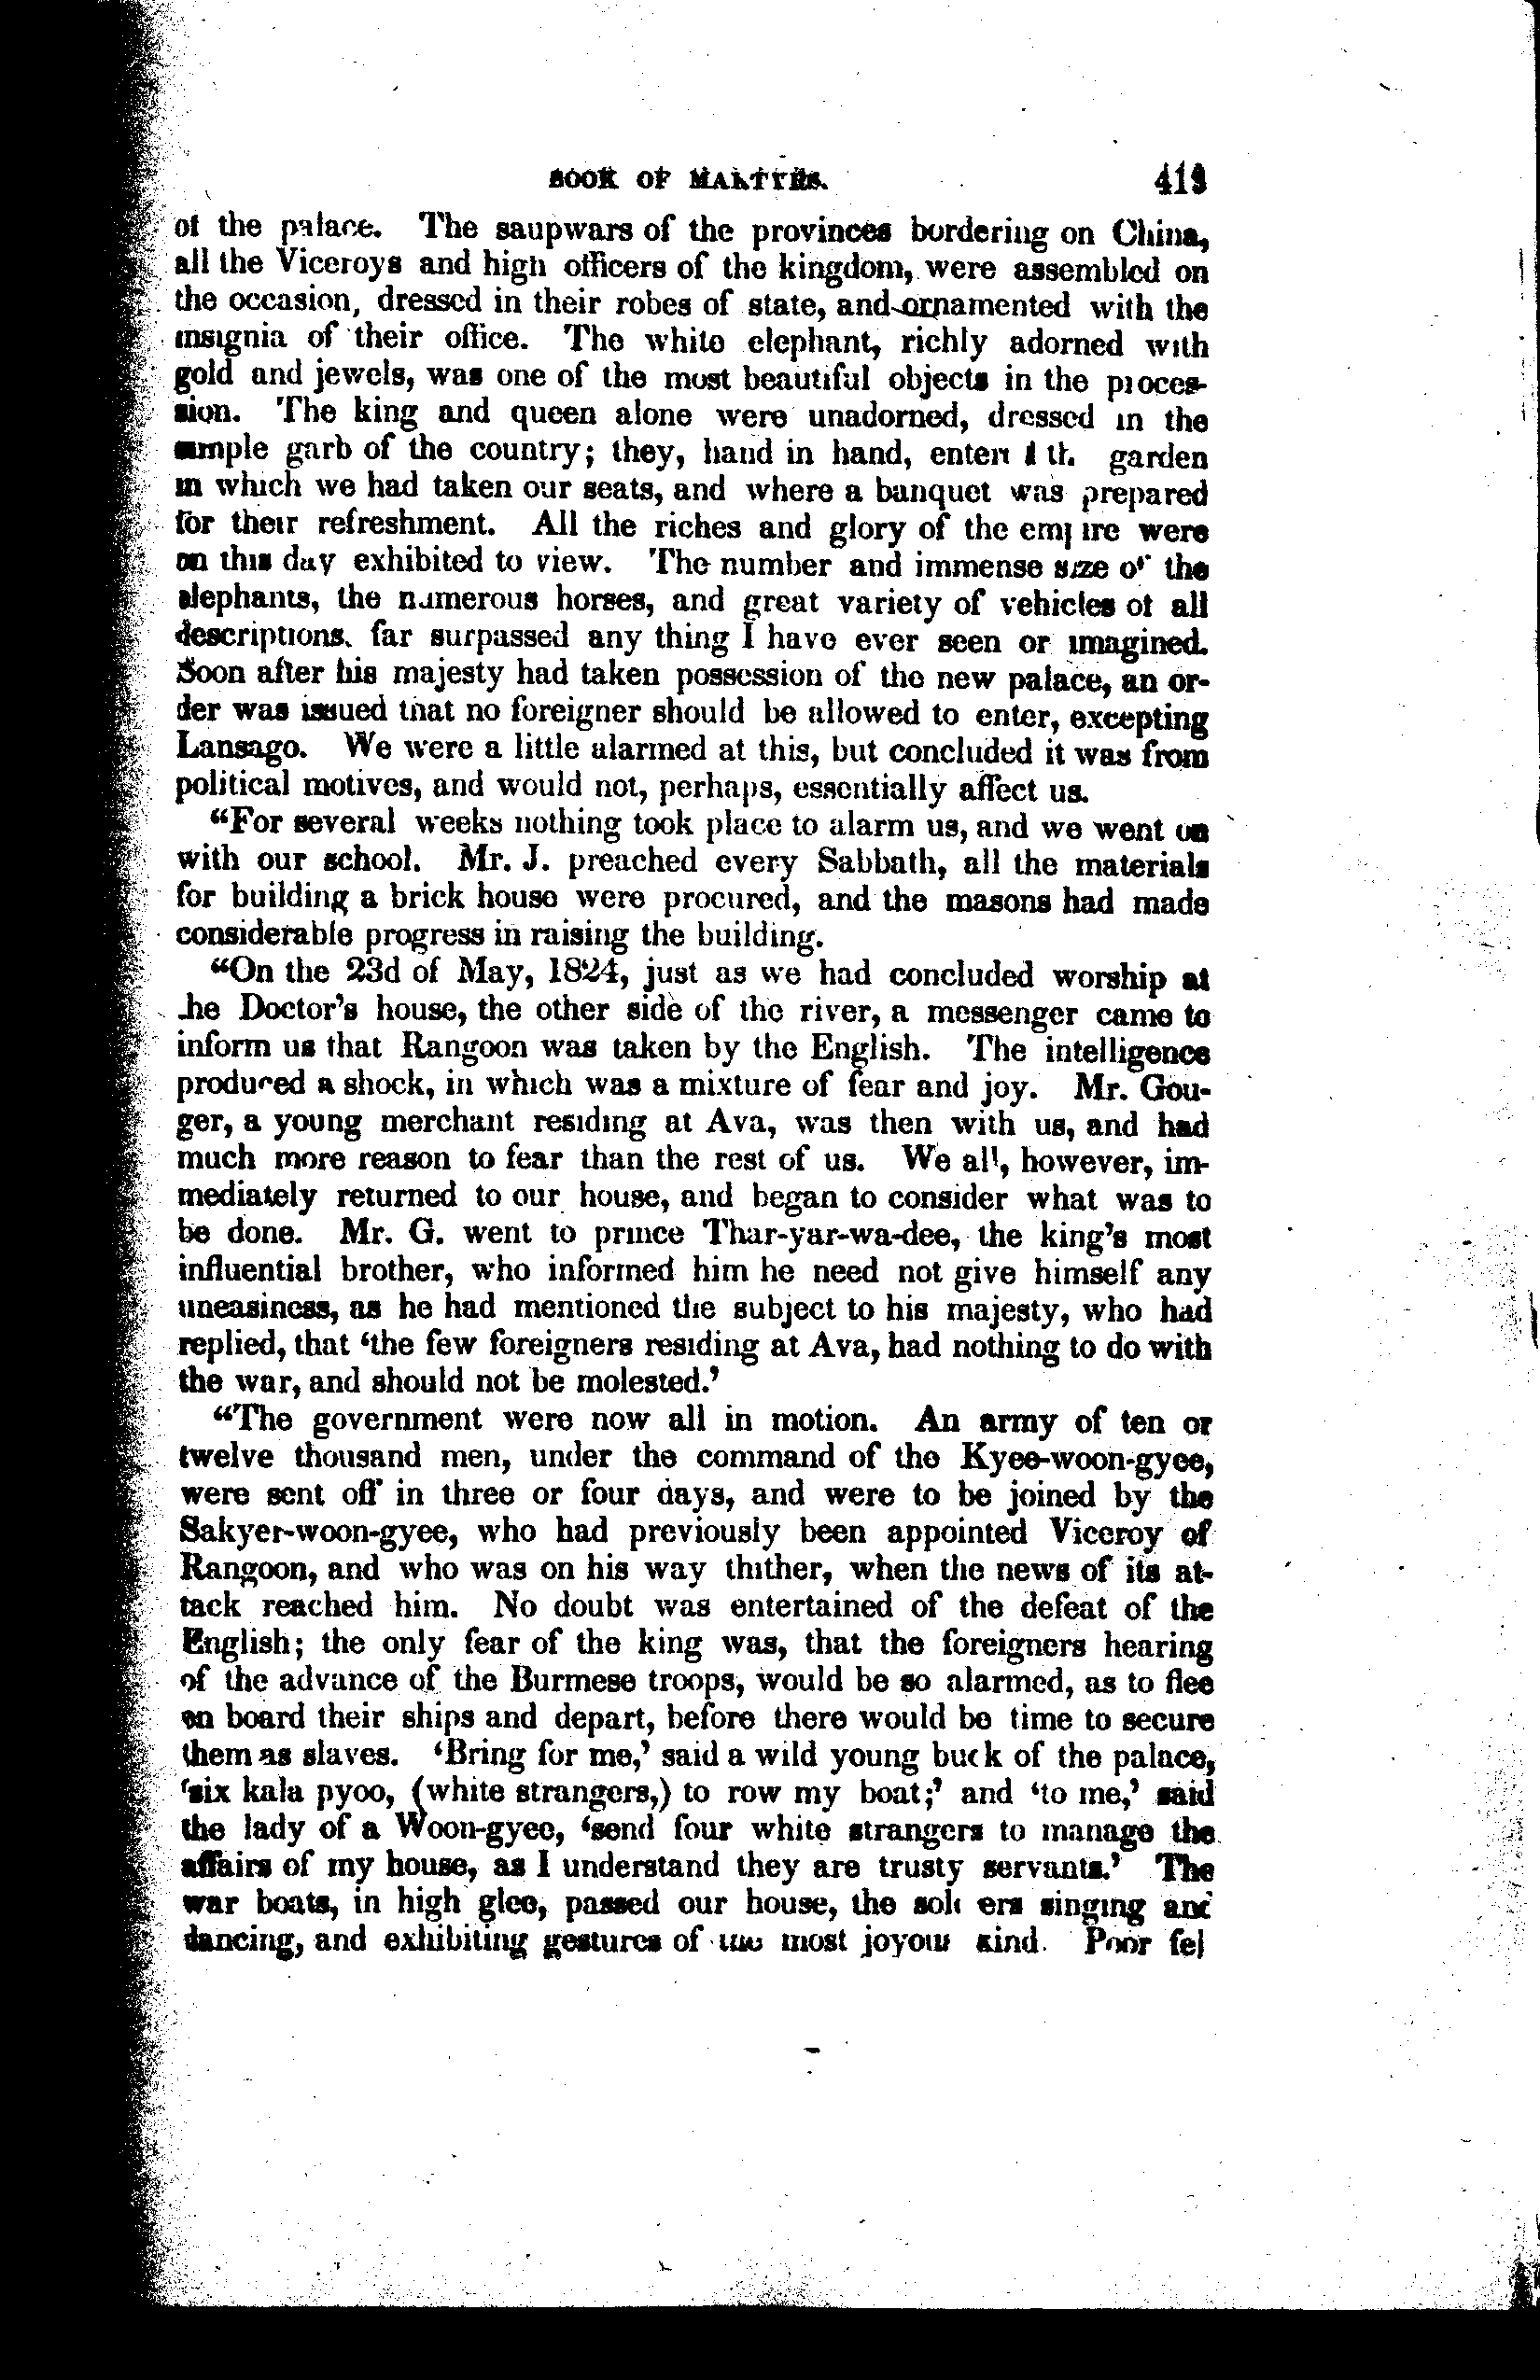 BOOK OF MARTYRS. 419
of the palace. The saupwars of the provinces bordering on China,
all the Viceroys and high officers of the kingdom, were assembled on
the occasion, dressed in their robes of state, and ornamented with the
insignia of their office. The white elephant, richly adorned with
gold and jewels, was one of the most beautiful objects in the proces-
sion. The king and queen alone were unadorned, dressed in the
simple garb of the country; they, hand in hand, entered the garden
in which we had taken our seats, and where a banquet was prepared
for their refreshment. All the riches and glory of the empire were
on this day exhibited to view. The number and immense size of the
elephants, the numerous horses, and great variety of vehicles of all
descriptions, far surpassed any thing I have ever seen or imagined.
Soon after his majesty had taken possession of the new palace, an or-
der was issued that no foreigner should be allowed to enter, excepting
Lansago. We were a little alarmed at this, but concluded it was from
political motives, and would not, perhaps, essentially affect us.
“For several weeks nothing took place to alarm us, and we went on
with our school. Mr. J. preached every Sabbath, all the materials
for building a brick house were procured, and the masons had made
considerable progress in raising the building.
“On the 23d of May, 1824, just as we had concluded worship at
the Doctor’s house, the other side of the river, a messenger came to
inform us that Rangoon was taken by the English. The intelligence
produced a shock, in which was a mixture of fear and joy. Mr. Gou-
ger, a young merchant residing at Ava, was then with us, and had
much more reason to fear than the rest of us. We all, however, im-
mediately returned to our house, and began to consider what was to
be done. Mr. G. went to prince Thar-yar-wa-dee, the king’s most
influential brother, who informed him he need not give himself any
uneasiness, as he had mentioned the subject to his majesty, who had
replied, that ‘the few foreigners residing at Ava, had nothing to do with
the war, and should not be molested.’
“The government were now all in motion. An army of ten or
twelve thousand men, under the command of the Kyee-woon-gyee,
were sent off in three or four days, and were to be joined by the
Sakyer-woon-gyee, who had previously been appointed Viceroy of
Rangoon, and who was on his way thither, when the news of its at-
tack reached him. No doubt was entertained of the defeat of the
English; the only fear of the king was, that the foreigners hearing
of the advance of the Burmese troops, would be so alarmed, as to flee
on board their ships and depart, before there would be time to secure
them as slaves. ‘Bring for me,’ said a wild young buck of the palace,
‘six kala pyoo, (white strangers,) to row my boat;’ and ‘to me,’ said
the lady of a Woon-gyee, ‘send four white strangers to manage the
affairs of my house, as I understand they are trusty servants.’ The
war boats, in high glee, passed our house, the soldiers singing and
dancing, and exhibiting gestures of the most joyous kind. Poor fel